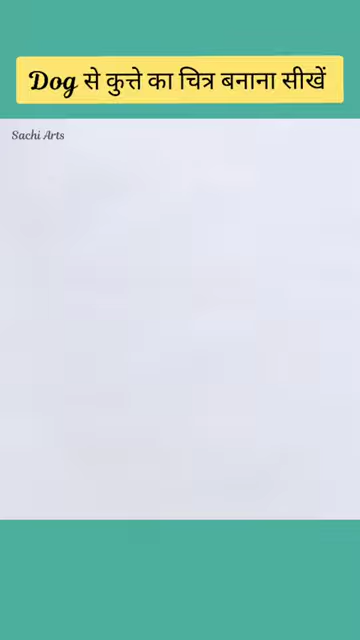 Dog से कुत्ते का चित्र बनाना सीखें
Sachi Arts